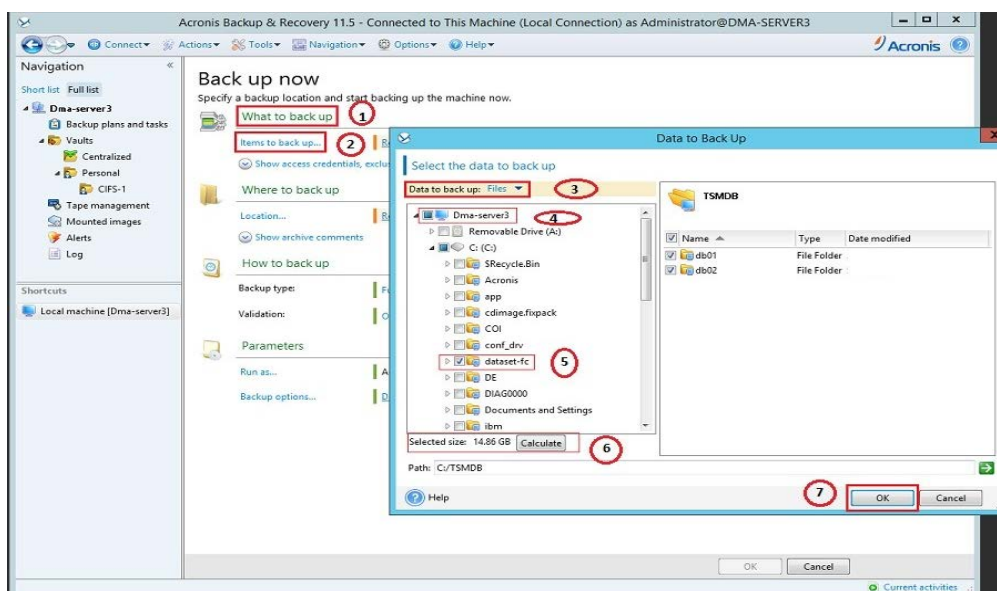 Acronis Backup & Recovery 11.5 - Connected to This Machine (Local Connection) as Administrator@DMA-SERVER3
Connect Actions Tools Navigation Options Help
Acronis
Navigation
Short list Full list
Dma-server3
Backup plans and tasks
Vaults
Centralized
Personal
CIFS-1
Tape management
Mounted images
Alerts
Log
Shortcuts
Local machine [Dma-server3]
Back up now
Specify a backup location and start backing up the machine now.
What to back up 1
Items to back up... 2
Show access credentials, exclu
Where to back up
Location...
Show archive comments
How to back up
Backup type:
Validation:
Parameters
Run as... A
Backup options... D
Data to Back Up
Select the data to back up
Data to back up: Files 3
Dma-server3 4
Removable Drive (A:)
C: (C:)
$Recycle.Bin
Acronis
app
cdimage.fixpack
COI
conf_drv
dataset-fc 5
DE
DIAG0000
Documents and Settings
ibm
Selected size: 14.86 GB Calculate 6
TSMDB
Name Type Date modified
db01 File Folder
db02 File Folder
Path: C:/TSMDB
Help 7 OK Cancel
OK Cancel
Current activities